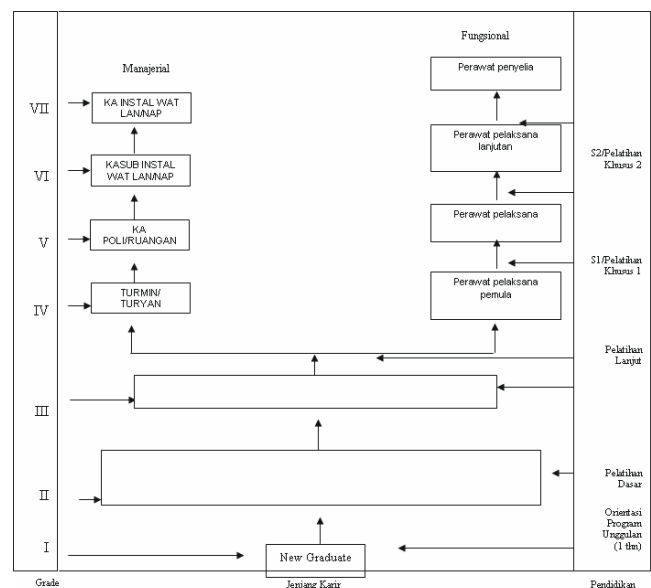 Fungsional
Manajerial
Perawat penyelia
VII
KA INSTAL WAT
LAN/NAP
Perawat pelaksana
lanjutan
S2/Pelatihan
Khusus 2
VI
KASUB INSTAL
WAT LAN/NAP
V
KA
POLI/RUANGAN
Perawat pelaksana
S1/Pelatihan
Khusus 1
IV
TURMIN/
TURYAN
Perawat pelaksana
pemula
Pelatihan
Lanjut
III
Pelatihan
Dasar
II
Orientasi
Program
Unggulan
(1 thn)
I
New Graduate
Grade
Jenjang Karir
Pendidikan